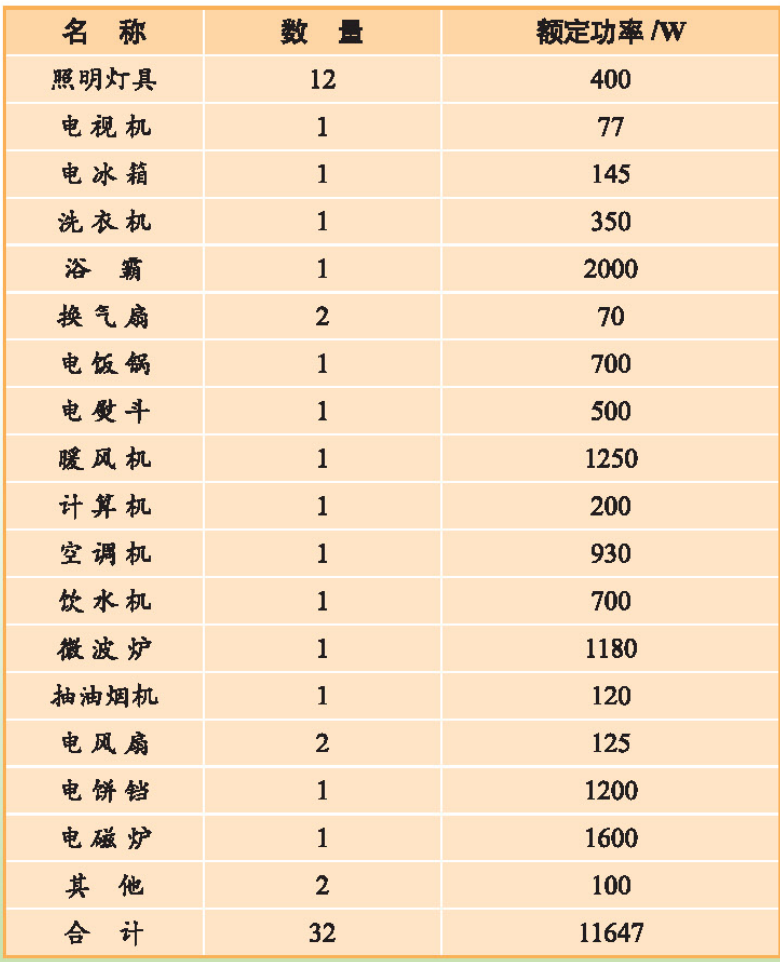 名 称 数 量 额定功率 /W
照明灯具 12 400
电视机 1 77
电冰箱 1 145
洗衣机 1 350
浴 霸 1 2000
换气扇 2 70
电饭锅 1 700
电熨斗 1 500
暖风机 1 1250
计算机 1 200
空调机 1 930
饮水机 1 700
微波炉 1 1180
抽油烟机 1 120
电风扇 2 125
电饼铛 1 1200
电磁炉 1 1600
其 他 2 100
合 计 32 11647